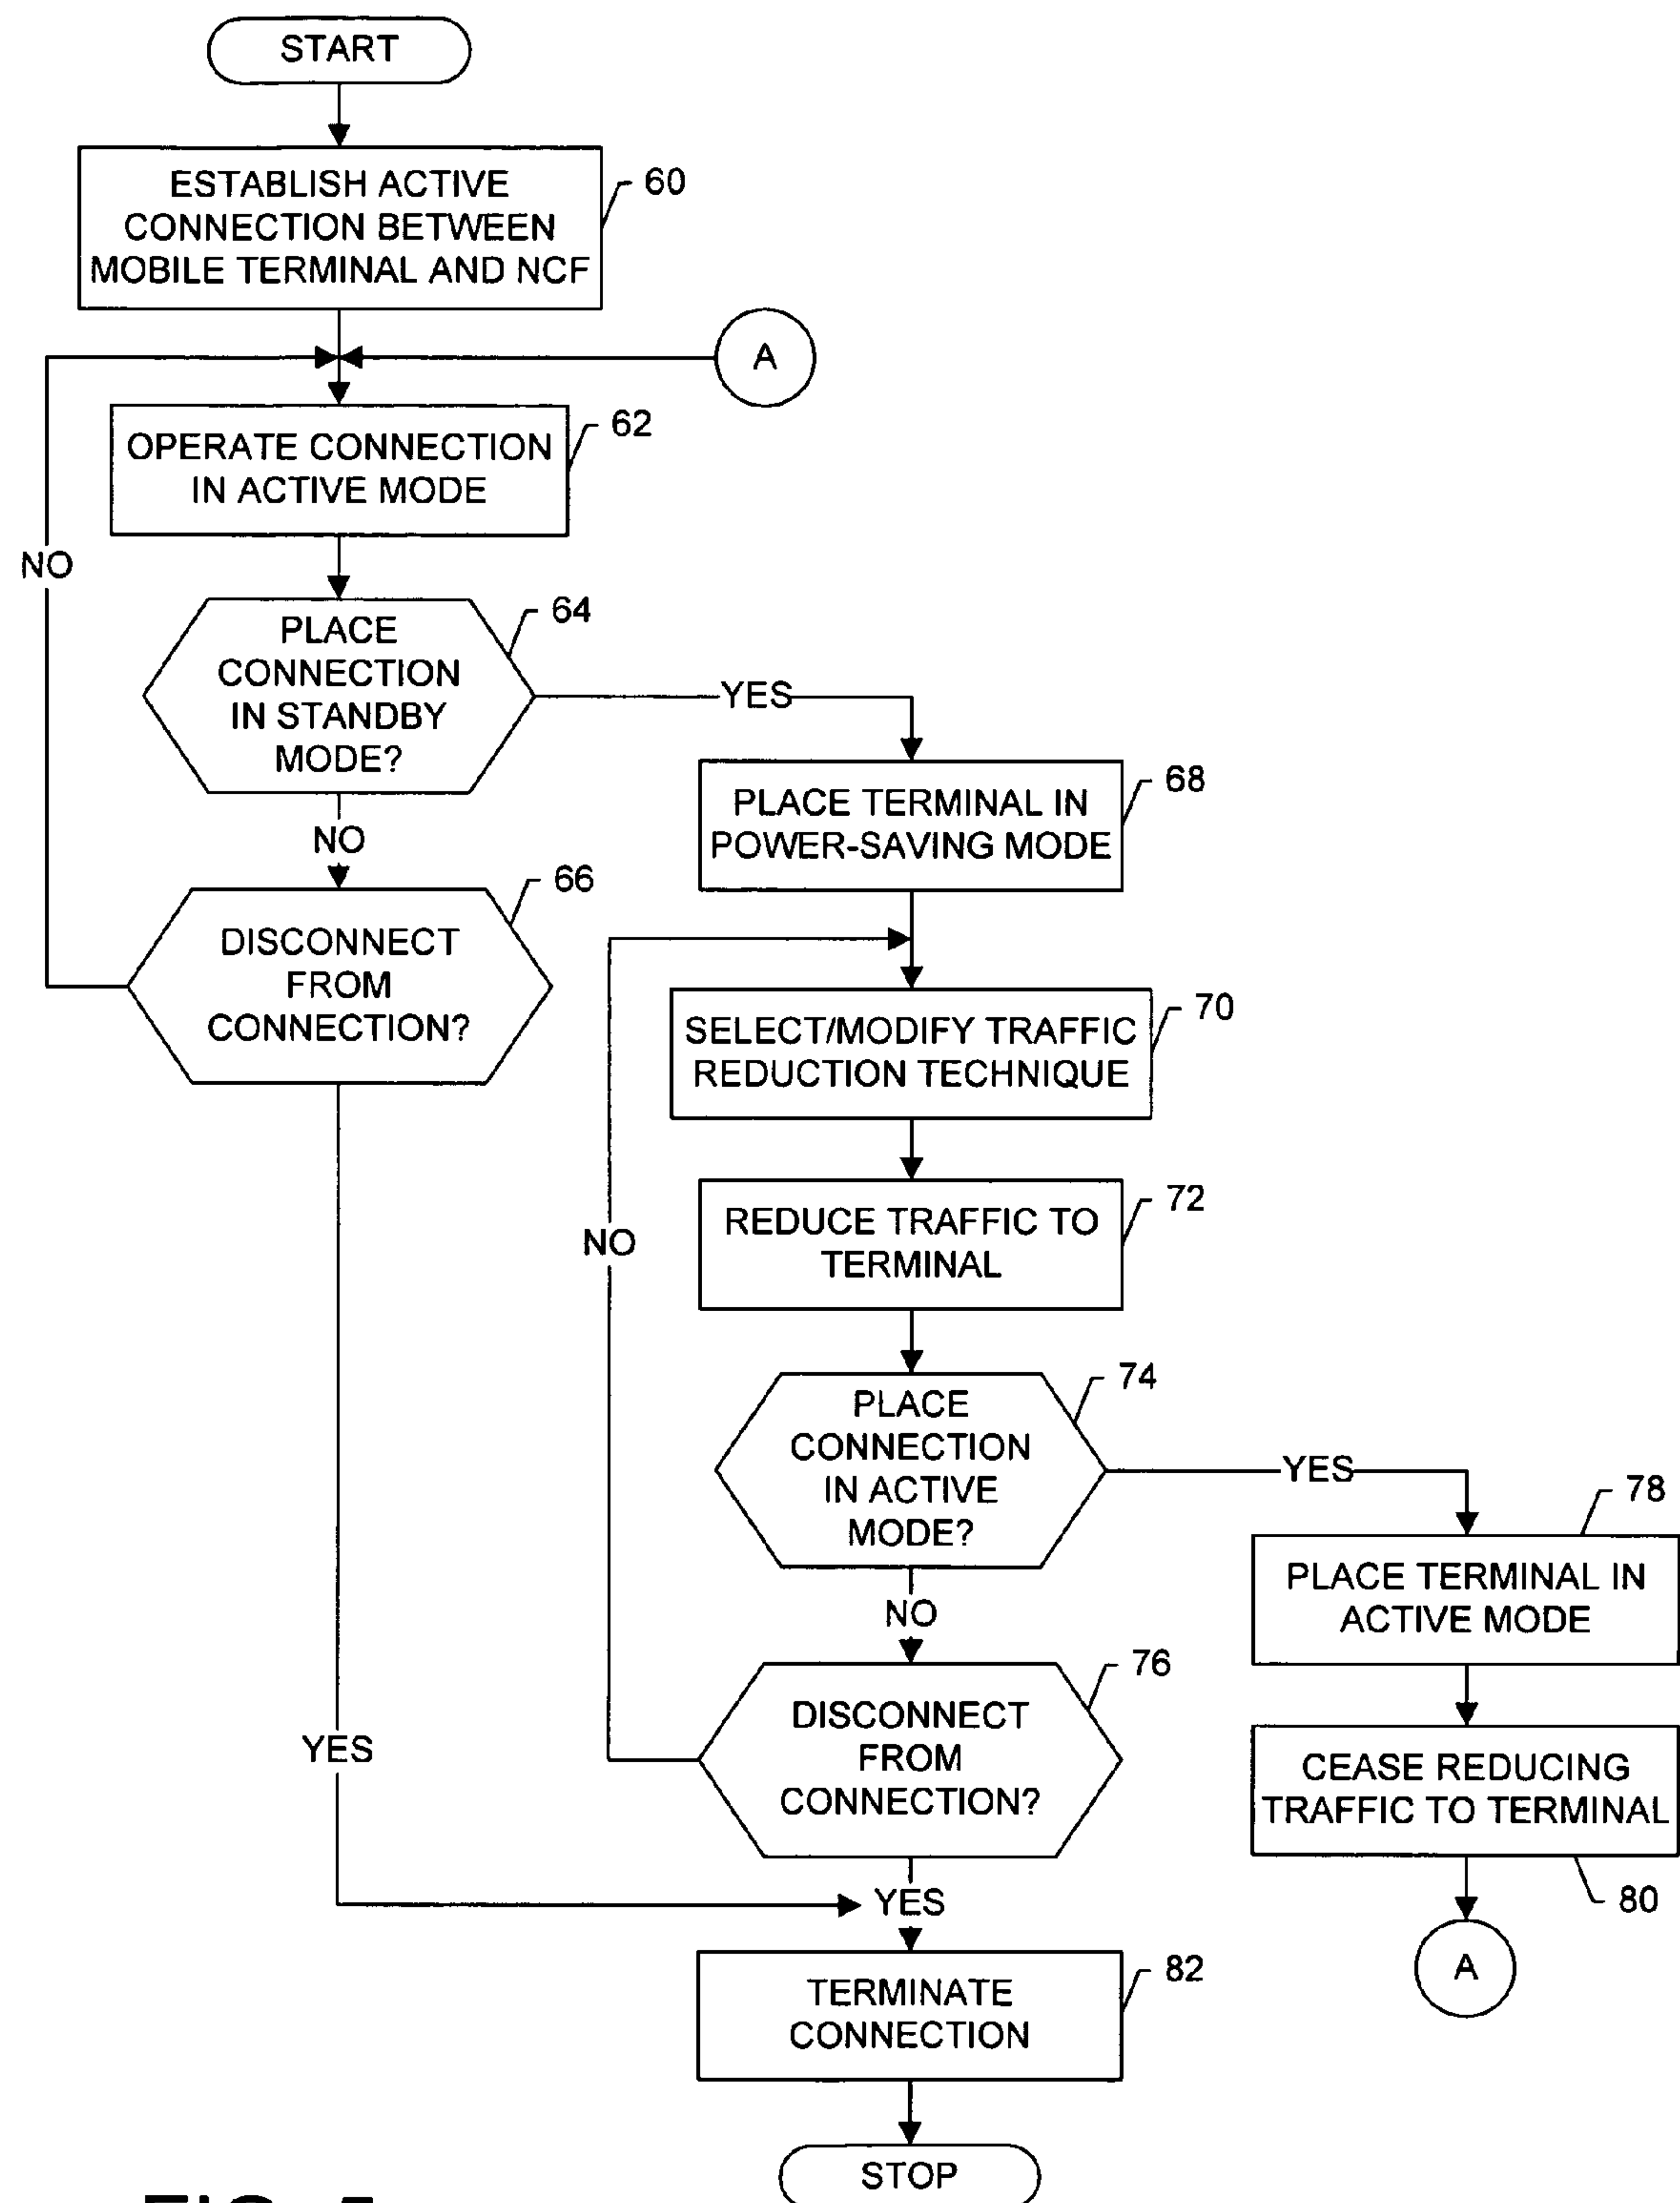 START
ESTABLISH ACTIVE
CONNECTION BETWEEN
MOBILE TERMINAL AND NCF
60
A
OPERATE CONNECTION
IN ACTIVE MODE
62
NO
PLACE
CONNECTION
IN STANDBY
MODE?
64
YES
NO
PLACE TERMINAL IN
POWER-SAVING MODE
68
DISCONNECT
FROM
CONNECTION?
66
SELECT/MODIFY TRAFFIC
REDUCTION TECHNIQUE
70
REDUCE TRAFFIC TO
TERMINAL
72
NO
PLACE
CONNECTION
IN ACTIVE
MODE?
74
YES
NO
PLACE TERMINAL IN
ACTIVE MODE
78
DISCONNECT
FROM
CONNECTION?
76
CEASE REDUCING
TRAFFIC TO TERMINAL
80
YES
YES
A
TERMINATE
CONNECTION
82
STOP